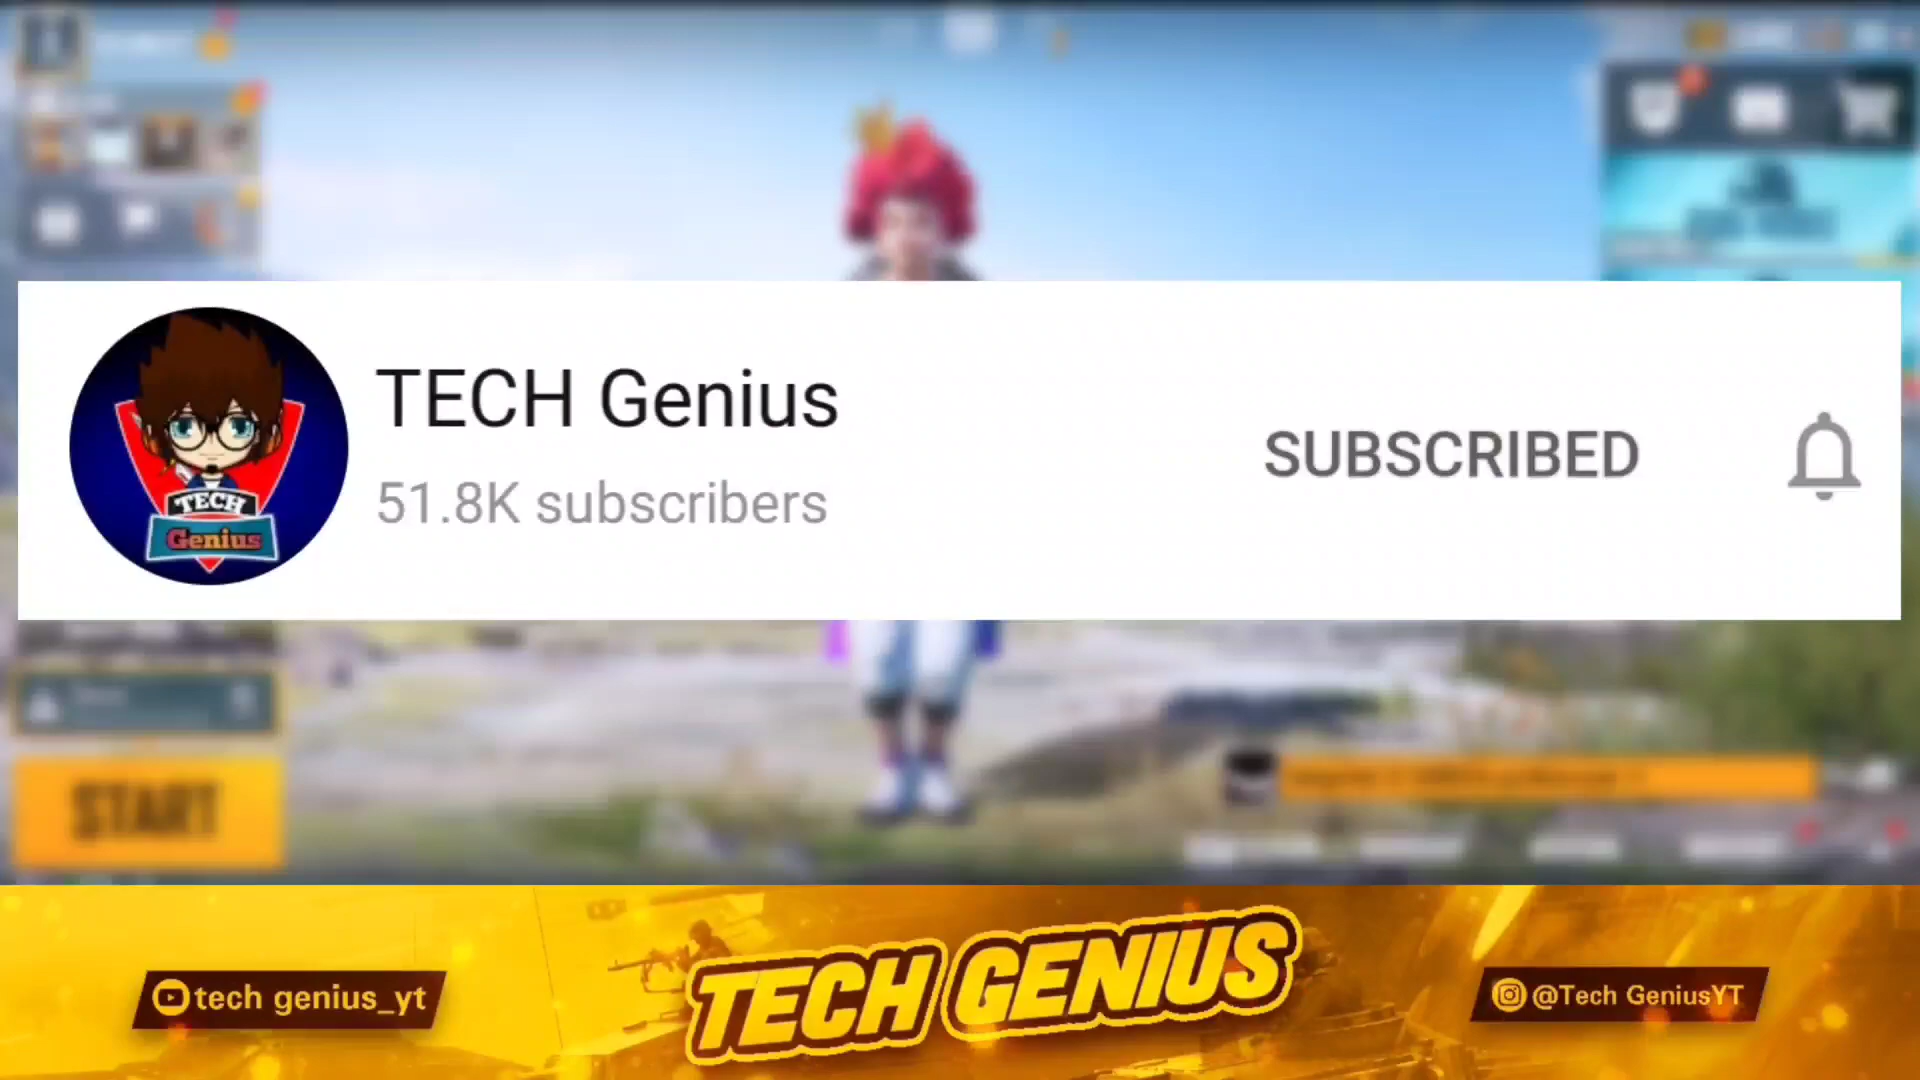 TECH Genius
51.8K subscribers
SUBSCRIBED
TECH
Genius
START
tech genius_yt
TECH GENIUS
@Tech GeniusYT